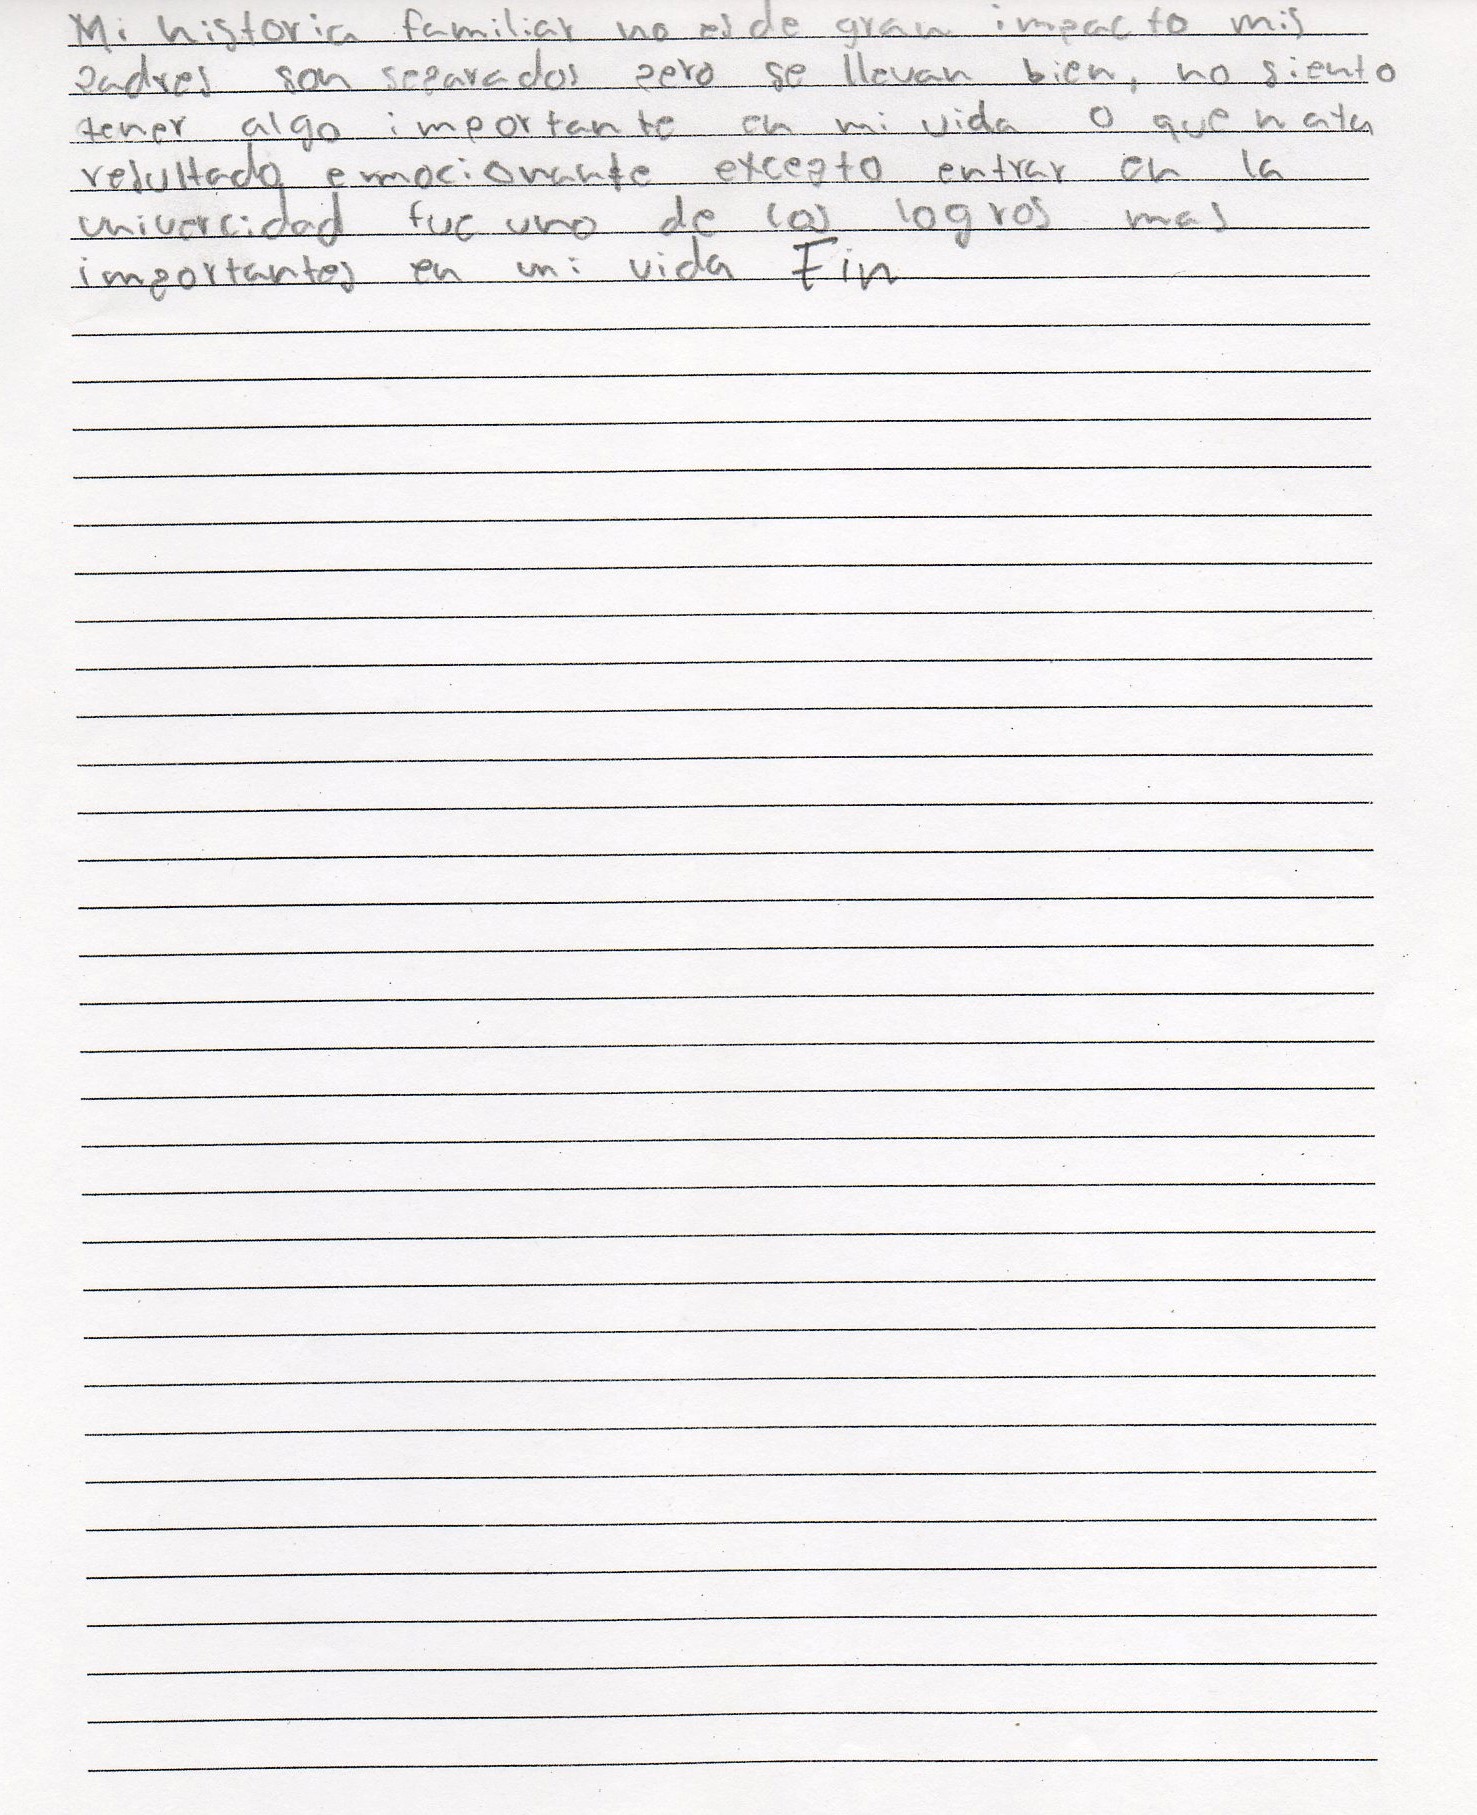 Mi historia familiar no es de gran impacto mis
padres son separados pero se llevan bien, no siento
tener algo importante en mi vida o que haya
resultado emocionante excepto entrar en la
univercidad fue uno de los logros mas
importantes en mi vida Fin